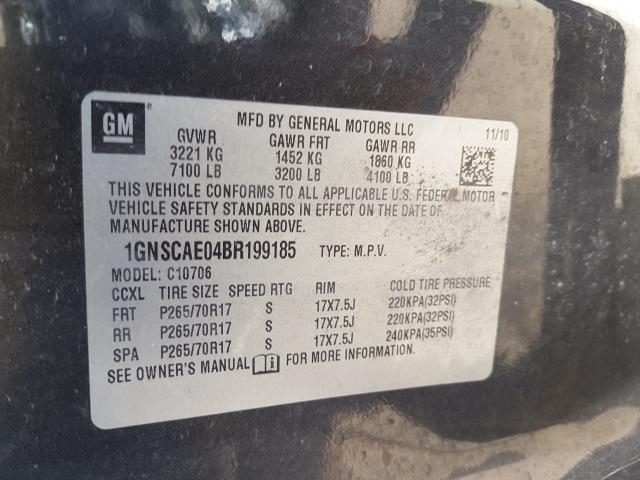 GM
MFD BY GENERAL MOTORS LLC
11/10
GVWR GAWR FRT GAWR RR
3221 KG 1452 KG 1860 KG
7100 LB 3200 LB 4100 LB
THIS VEHICLE CONFORMS TO ALL APPLICABLE U.S. FEDERAL MOTOR
VEHICLE SAFETY STANDARDS IN EFFECT ON THE DATE OF
MANUFACTURE SHOWN ABOVE.
1GNSCAE04BR199185 TYPE: M.P.V.
MODEL: C10706
CCXL TIRE SIZE SPEED RTG RIM COLD TIRE PRESSURE
FRT P265/70R17 S 17X7.5J 220KPA(32PSI)
RR P265/70R17 S 17X7.5J 220KPA(32PSI)
SPA P265/70R17 S 17X7.5J 240KPA(35PSI)
SEE OWNER'S MANUAL FOR MORE INFORMATION.